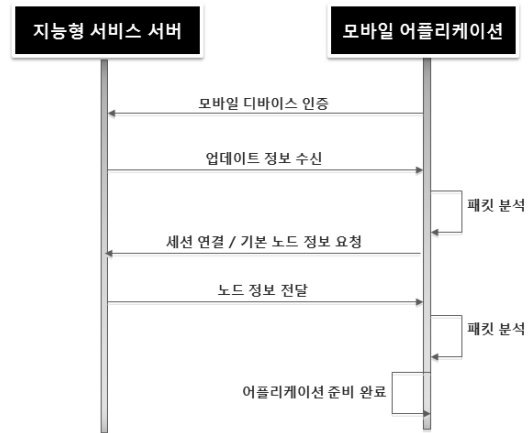 지능형 서비스 서버
모바일 어플리케이션
모바일 디바이스 인증
업데이트 정보 수신
패킷 분석
세션 연결 / 기본 노드 정보 요청
노드 정보 전달
패킷 분석
어플리케이션 준비 완료